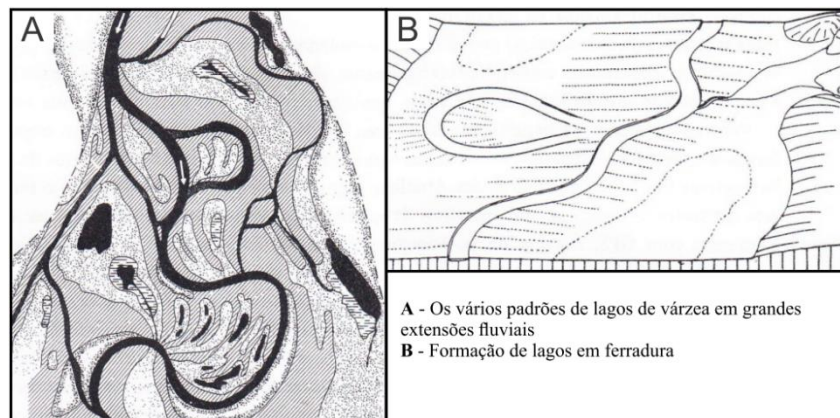 A
B
A - Os vários padrões de lagos de várzea em grandes
extensões fluviais
B - Formação de lagos em ferradura